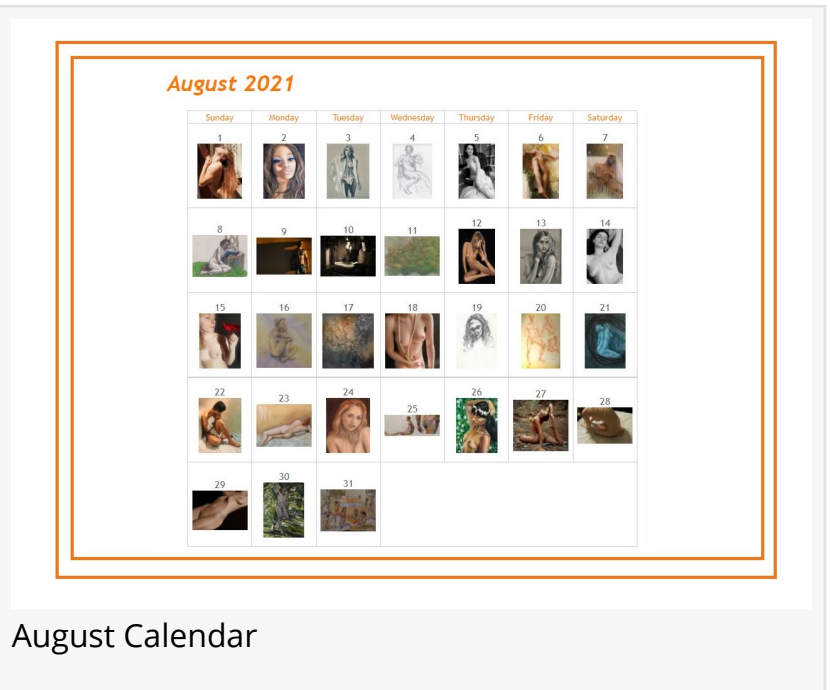 August 2021
Sunday Monday Tuesday Wednesday Thursday Friday Saturday
1 2 3 4 5 6 7
8 9 10 11 12 13 14
15 16 17 18 19 20 21
22 23 24 25 26 27 28
29 30 31
August Calendar